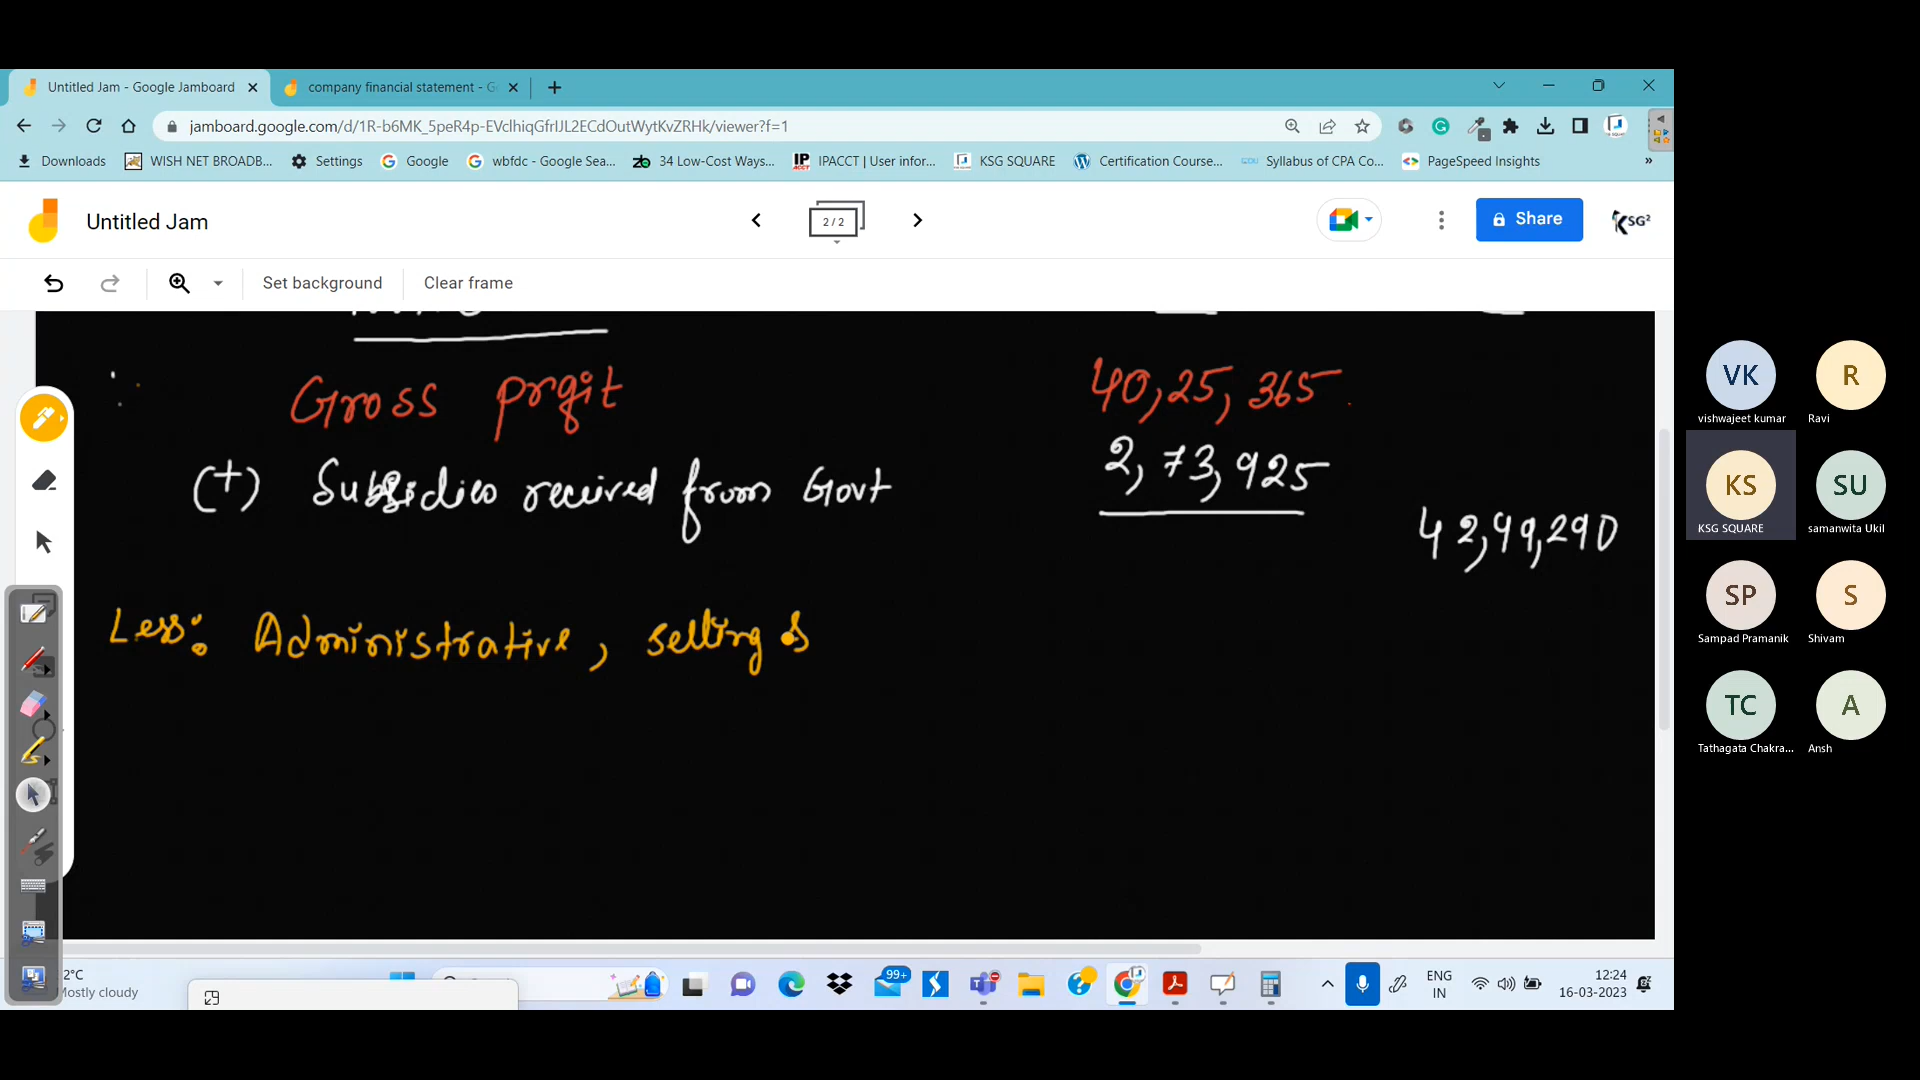 Untitled Jam - Google Jamboard
company financial statement - G
jamboard.google.com/d/1R-b6MK_5peR4p-EVclhiqGfrIJL2ECdOutWytKvZRHk/viewer?f=1
Downloads WISH NET BROADB... Settings Google wbfdc - Google Sea... 34 Low-Cost Ways... IPACCT | User infor... KSG SQUARE Certification Course... Syllabus of CPA Co... PageSpeed Insights »
Untitled Jam
2 / 2
Share
KSG²
Set background
Clear frame
Gross profit 40,25,365
(+) Subsidies received from Govt 2,73,925
42,99,290
Less: Administrative, selling &
VK
vishwajeet kumar
R
Ravi
KS
KSG SQUARE
SU
samanwita Ukil
SP
Sampad Pramanik
S
Shivam
TC
Tathagata Chakra...
A
Ansh
2°C
Mostly cloudy
99+
ENG
IN
12:24
16-03-2023